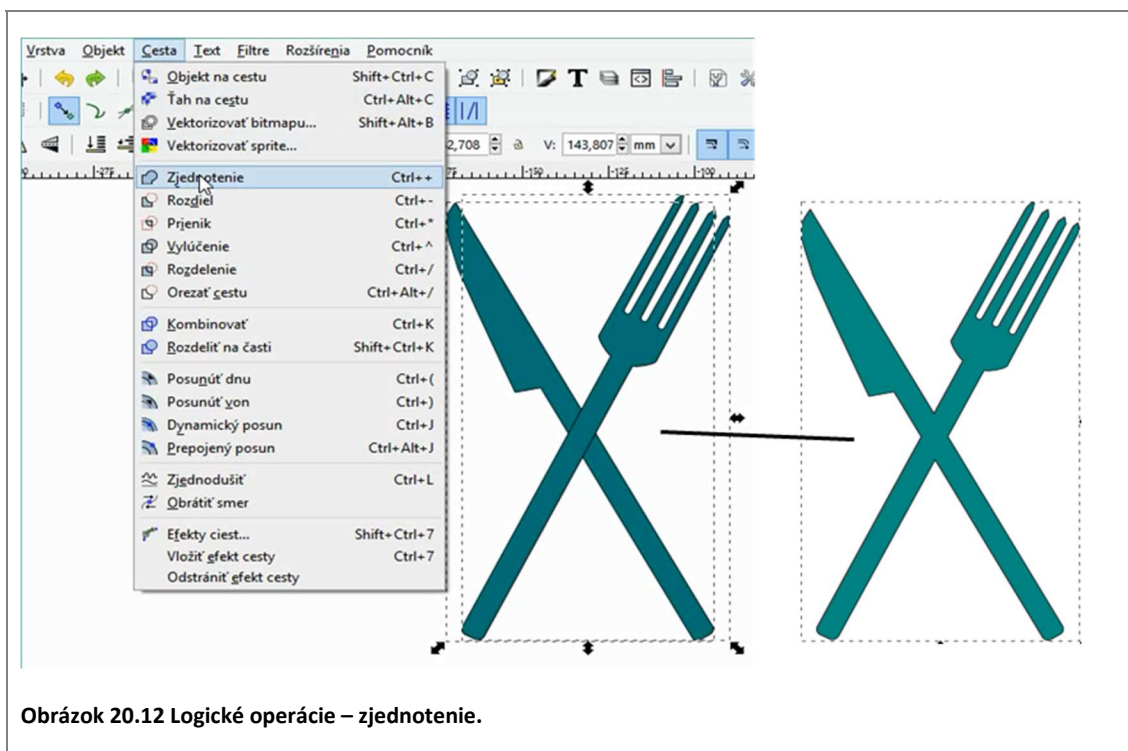 Vrstva Objekt Cesta Text Filtre Rozšírenia Pomocník
Objekt na cestu Shift+Ctrl+C
Ťah na cestu Ctrl+Alt+C
Vektorizovať bitmapu... Shift+Alt+B
Vektorizovať sprite...
2,708 V: 143,807 mm
-275 -150 -125 -100
Zjednotenie Ctrl++
Rozdiel Ctrl+-
Prienik Ctrl+*
Vylúčenie Ctrl+^
Rozdelenie Ctrl+/
Orezať cestu Ctrl+Alt+/
Kombinovať Ctrl+K
Rozdeliť na časti Shift+Ctrl+K
Posunúť dnu Ctrl+(
Posunúť von Ctrl+)
Dynamický posun Ctrl+J
Prepojený posun Ctrl+Alt+J
Zjednodušiť Ctrl+L
Obrátiť smer
Efekty ciest... Shift+Ctrl+7
Vložiť efekt cesty Ctrl+7
Odstrániť efekt cesty
Obrázok 20.12 Logické operácie – zjednotenie.